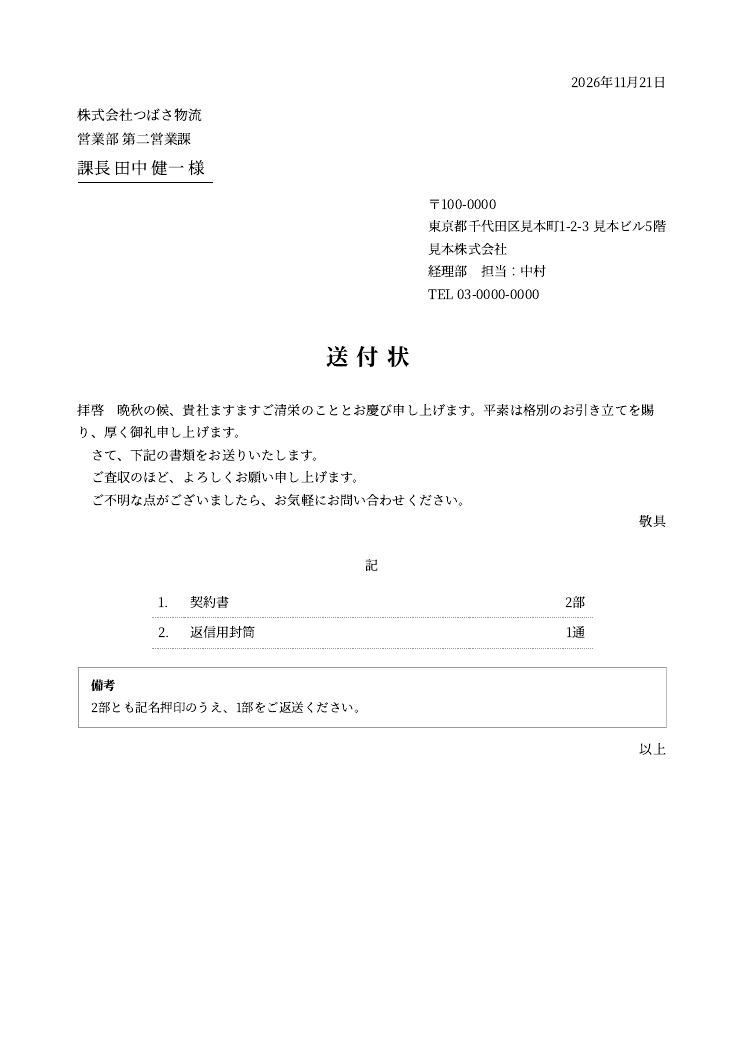 2026年11月21日
株式会社つばさ物流
営業部 第二営業課
課長 田中 健一 様
〒100-0000
東京都千代田区見本町1-2-3 見本ビル5階
見本株式会社
経理部　担当：中村
TEL 03-0000-0000
送付状
拝啓　晩秋の候、貴社ますますご清栄のこととお慶び申し上げます。平素は格別のお引き立てを賜
り、厚く御礼申し上げます。
　さて、下記の書類をお送りいたします。
　ご査収のほど、よろしくお願い申し上げます。
　ご不明な点がございましたら、お気軽にお問い合わせください。
敬具
記
1. 契約書 2部
2. 返信用封筒 1通
備考
2部とも記名押印のうえ、1部をご返送ください。
以上